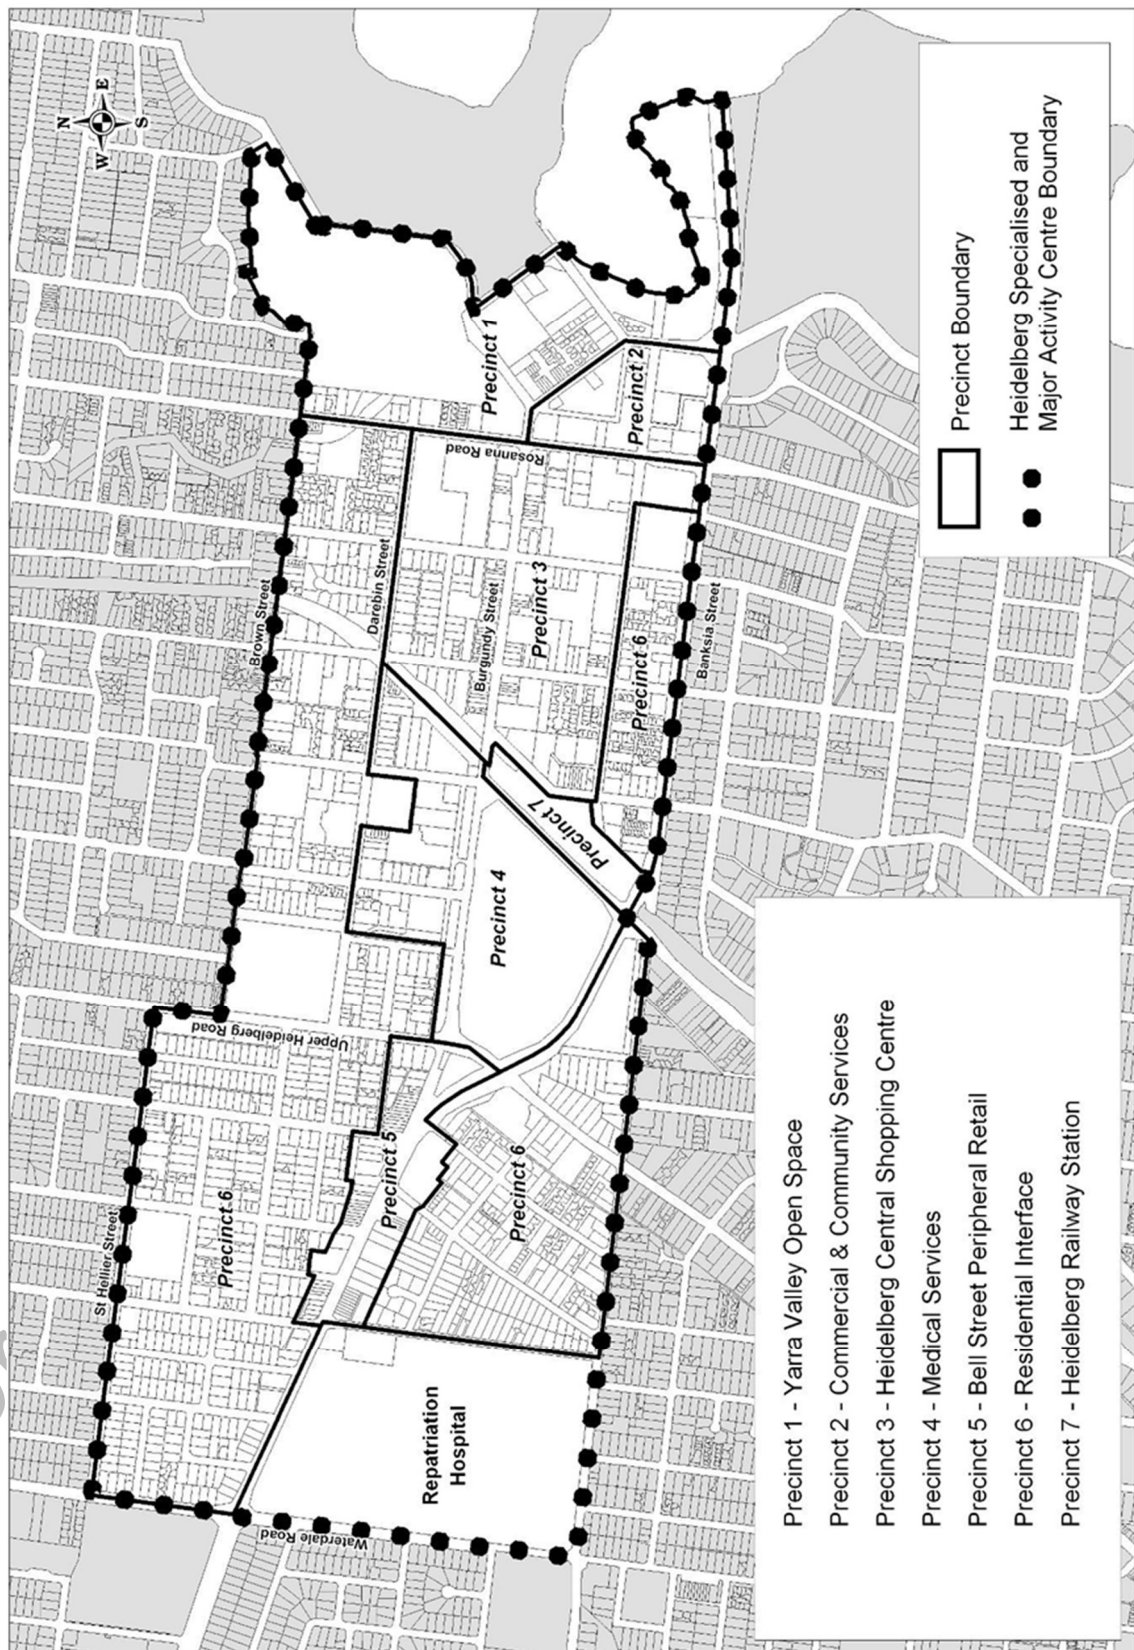 N
E
S
W
Precinct 1
Precinct 2
Rosanna Road
Darebin Street
Brown Street
Burgundy Street
Precinct 3
Precinct 6
Banksia Street
Precinct 7
Precinct 4
Upper Heidelberg Road
Precinct 5
Precinct 6
St Hellier Street
Precinct 6
Repatriation
Hospital
Waterdale Road
Precinct Boundary
Heidelberg Specialised and
Major Activity Centre Boundary
Precinct 1 - Yarra Valley Open Space
Precinct 2 - Commercial & Community Services
Precinct 3 - Heidelberg Central Shopping Centre
Precinct 4 - Medical Services
Precinct 5 - Bell Street Peripheral Retail
Precinct 6 - Residential Interface
Precinct 7 - Heidelberg Railway Station